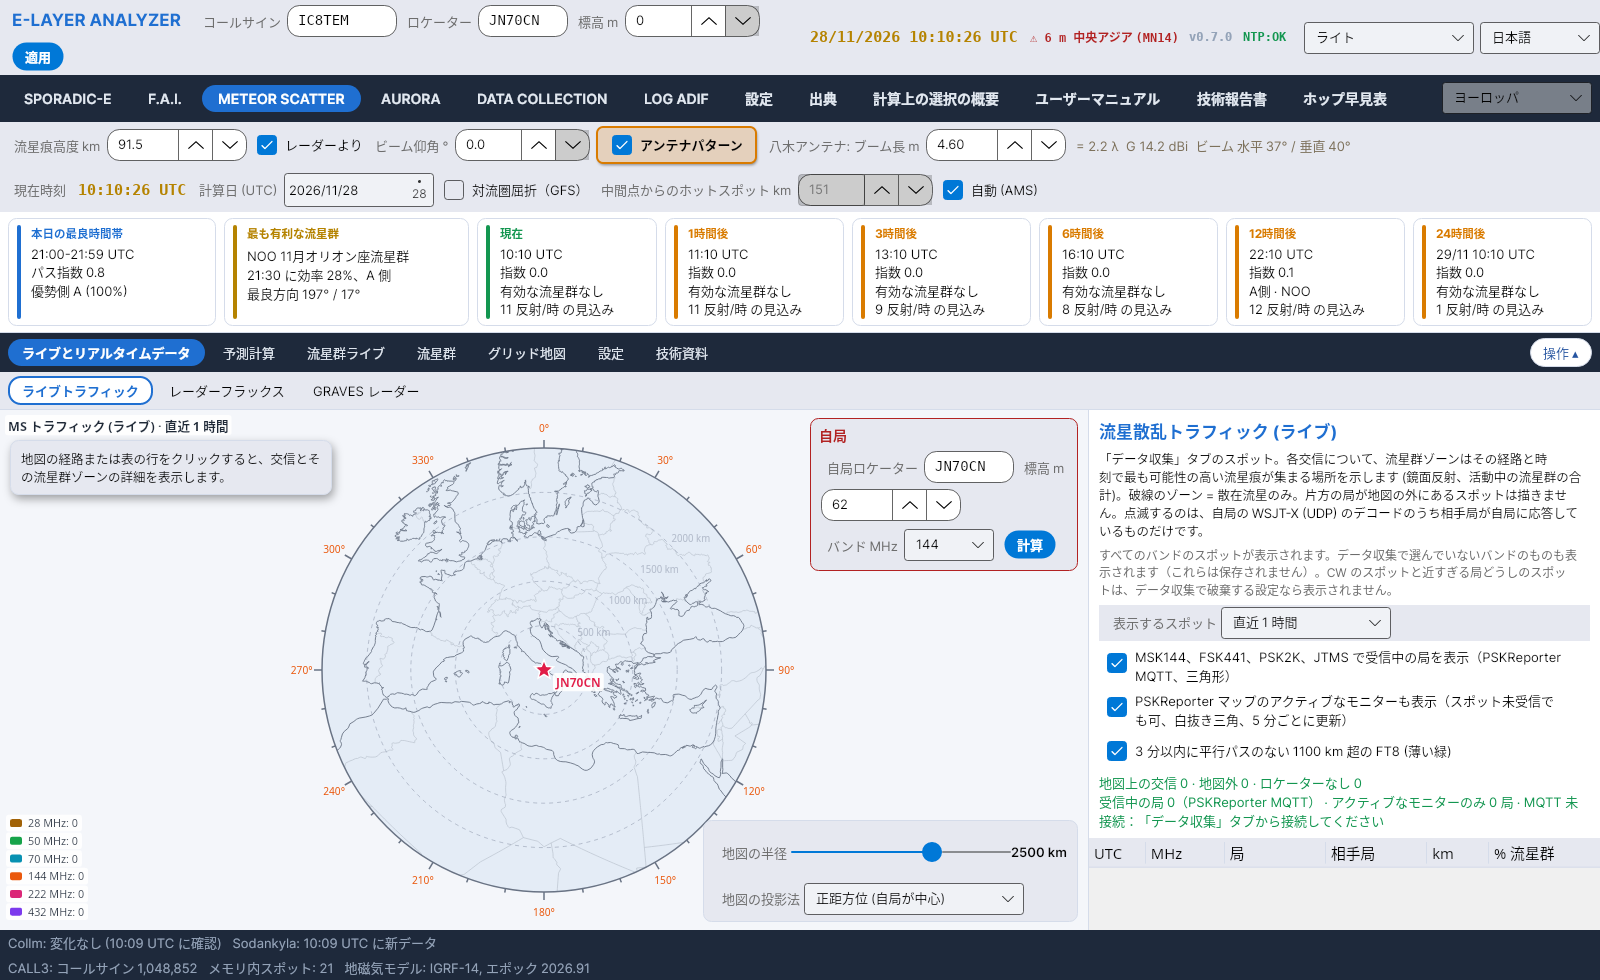 E-LAYER ANALYZER コールサイン IC8TEM ロケーター JN70CN 標高 m 0
適用
28/11/2026 10:10:26 UTC ⚠ 6 m 中央アジア (MN14) v0.7.0 NTP:OK ライト 日本語
SPORADIC-E F.A.I. METEOR SCATTER AURORA DATA COLLECTION LOG ADIF 設定 出典 計算上の選択の概要 ユーザーマニュアル 技術報告書 ホップ早見表 ヨーロッパ
流星痕高度 km 91.5 レーダーより ビーム仰角 ° 0.0 アンテナパターン 八木アンテナ: ブーム長 m 4.60 = 2.2 λ G 14.2 dBi ビーム 水平 37° / 垂直 40°
現在時刻 10:10:26 UTC 計算日 (UTC) 2026/11/28 28 対流圏屈折（GFS） 中間点からのホットスポット km 151 自動 (AMS)
本日の最良時間帯
21:00-21:59 UTC
パス指数 0.8
優勢側 A (100%)
最も有利な流星群
NOO 11月オリオン座流星群
21:30 に効率 28%、A 側
最良方向 197° / 17°
現在
10:10 UTC
指数 0.0
有効な流星群なし
11 反射/時 の見込み
1時間後
11:10 UTC
指数 0.0
有効な流星群なし
11 反射/時 の見込み
3時間後
13:10 UTC
指数 0.0
有効な流星群なし
9 反射/時 の見込み
6時間後
16:10 UTC
指数 0.0
有効な流星群なし
8 反射/時 の見込み
12時間後
22:10 UTC
指数 0.1
A側 · NOO
12 反射/時 の見込み
24時間後
29/11 10:10 UTC
指数 0.0
有効な流星群なし
1 反射/時 の見込み
ライブとリアルタイムデータ 予測計算 流星群ライブ 流星群 グリッド地図 設定 技術資料 操作 ▴
ライブトラフィック レーダーフラックス GRAVES レーダー
MS トラフィック (ライブ) · 直近 1 時間
地図の経路または表の行をクリックすると、交信とそ
の流星群ゾーンの詳細を表示します。
0°
30°
60°
90°
120°
150°
180°
210°
240°
270°
300°
330°
2000 km
1500 km
1000 km
500 km
JN70CN
28 MHz: 0
50 MHz: 0
70 MHz: 0
144 MHz: 0
222 MHz: 0
432 MHz: 0
自局
自局ロケーター JN70CN 標高 m
62
バンド MHz 144 計算
地図の半径 2500 km
地図の投影法 正距方位 (自局が中心)
流星散乱トラフィック (ライブ)
「データ収集」タブのスポット。各交信について、流星群ゾーンはその経路と時
刻で最も可能性の高い流星痕が集まる場所を示します (鏡面反射、活動中の流星群の合
計)。破線のゾーン = 散在流星のみ。片方の局が地図の外にあるスポットは描きませ
ん。点滅するのは、自局の WSJT-X (UDP) のデコードのうち相手局が自局に応答して
いるものだけです。
すべてのバンドのスポットが表示されます。データ収集で選んでいないバンドのものも表
示されます（これらは保存されません）。CW のスポットと近すぎる局どうしのスポッ
トは、データ収集で破棄する設定なら表示されません。
表示するスポット 直近 1 時間
MSK144、FSK441、PSK2K、JTMS で受信中の局を表示（PSKReporter
MQTT、三角形）
PSKReporter マップのアクティブなモニターも表示（スポット未受信で
も可、白抜き三角、5 分ごとに更新）
3 分以内に平行パスのない 1100 km 超の FT8 (薄い緑)
地図上の交信 0 · 地図外 0 · ロケーターなし 0
受信中の局 0（PSKReporter MQTT） · アクティブなモニターのみ 0 局 · MQTT 未
接続：「データ収集」タブから接続してください
UTC MHz 局 相手局 km % 流星群
Collm: 変化なし (10:09 UTC に確認) Sodankyla: 10:09 UTC に新データ
CALL3: コールサイン 1,048,852 メモリ内スポット: 21 地磁気モデル: IGRF-14, エポック 2026.91